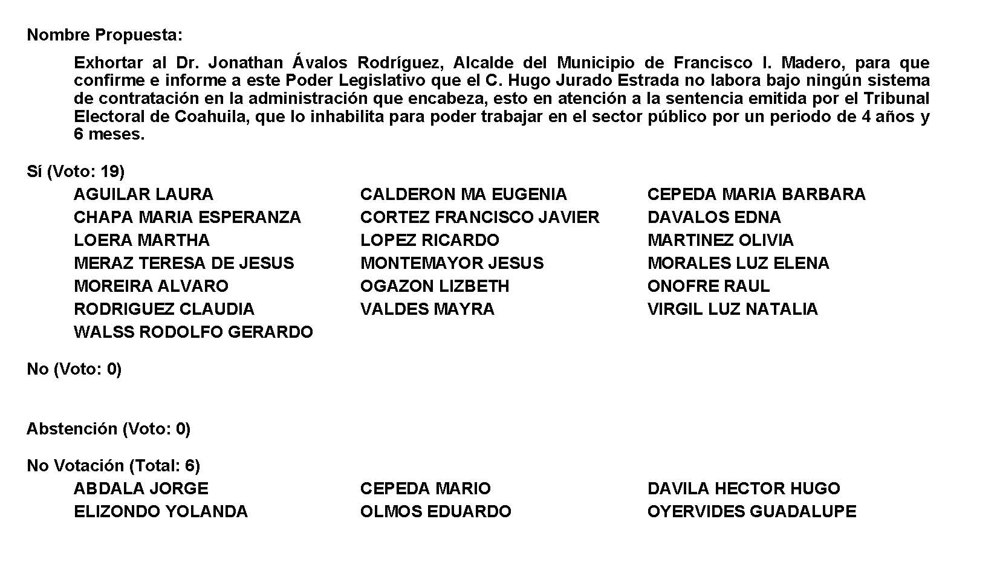 Nombre Propuesta:
Exhortar al Dr. Jonathan Ávalos Rodríguez, Alcalde del Municipio de Francisco I. Madero, para que
confirme e informe a este Poder Legislativo que el C. Hugo Jurado Estrada no labora bajo ningún sistema
de contratación en la administración que encabeza, esto en atención a la sentencia emitida por el Tribunal
Electoral de Coahuila, que lo inhabilita para poder trabajar en el sector público por un periodo de 4 años y
6 meses.
Sí (Voto: 19)
AGUILAR LAURA CALDERON MA EUGENIA CEPEDA MARIA BARBARA
CHAPA MARIA ESPERANZA CORTEZ FRANCISCO JAVIER DAVALOS EDNA
LOERA MARTHA LOPEZ RICARDO MARTINEZ OLIVIA
MERAZ TERESA DE JESUS MONTEMAYOR JESUS MORALES LUZ ELENA
MOREIRA ALVARO OGAZON LIZBETH ONOFRE RAUL
RODRIGUEZ CLAUDIA VALDES MAYRA VIRGIL LUZ NATALIA
WALSS RODOLFO GERARDO
No (Voto: 0)
Abstención (Voto: 0)
No Votación (Total: 6)
ABDALA JORGE CEPEDA MARIO DAVILA HECTOR HUGO
ELIZONDO YOLANDA OLMOS EDUARDO OYERVIDES GUADALUPE